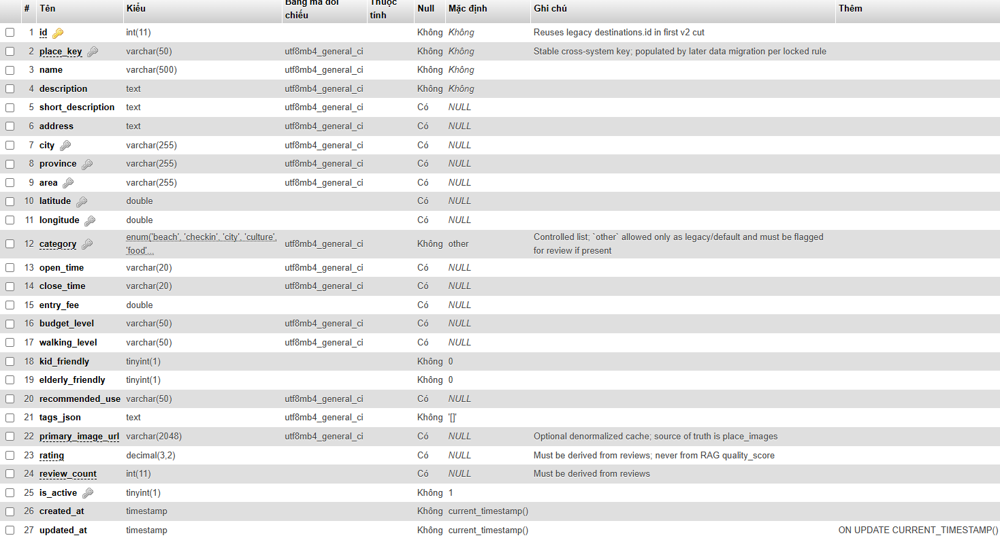 # Tên Kiểu Bảng mã đối chiếu Thuộc tính Null Mặc định Ghi chú Thêm
1 id int(11) Không Không Reuses legacy destinations.id in first v2 cut
2 place_key varchar(50) utf8mb4_general_ci Không Không Stable cross-system key; populated by later data migration per locked rule
3 name varchar(500) utf8mb4_general_ci Không Không
4 description text utf8mb4_general_ci Không Không
5 short_description text utf8mb4_general_ci Có NULL
6 address text utf8mb4_general_ci Có NULL
7 city varchar(255) utf8mb4_general_ci Có NULL
8 province varchar(255) utf8mb4_general_ci Có NULL
9 area varchar(255) utf8mb4_general_ci Có NULL
10 latitude double Có NULL
11 longitude double Có NULL
12 category enum('beach', 'checkin', 'city', 'culture', 'food'... utf8mb4_general_ci Không other Controlled list; `other` allowed only as legacy/default and must be flagged for review if present
13 open_time varchar(20) utf8mb4_general_ci Có NULL
14 close_time varchar(20) utf8mb4_general_ci Có NULL
15 entry_fee double Có NULL
16 budget_level varchar(50) utf8mb4_general_ci Có NULL
17 walking_level varchar(50) utf8mb4_general_ci Có NULL
18 kid_friendly tinyint(1) Không 0
19 elderly_friendly tinyint(1) Không 0
20 recommended_use varchar(50) utf8mb4_general_ci Có NULL
21 tags_json text utf8mb4_general_ci Không '[]'
22 primary_image_url varchar(2048) utf8mb4_general_ci Có NULL Optional denormalized cache; source of truth is place_images
23 rating decimal(3,2) Có NULL Must be derived from reviews; never from RAG quality_score
24 review_count int(11) Có NULL Must be derived from reviews
25 is_active tinyint(1) Không 1
26 created_at timestamp Không current_timestamp()
27 updated_at timestamp Không current_timestamp() ON UPDATE CURRENT_TIMESTAMP()